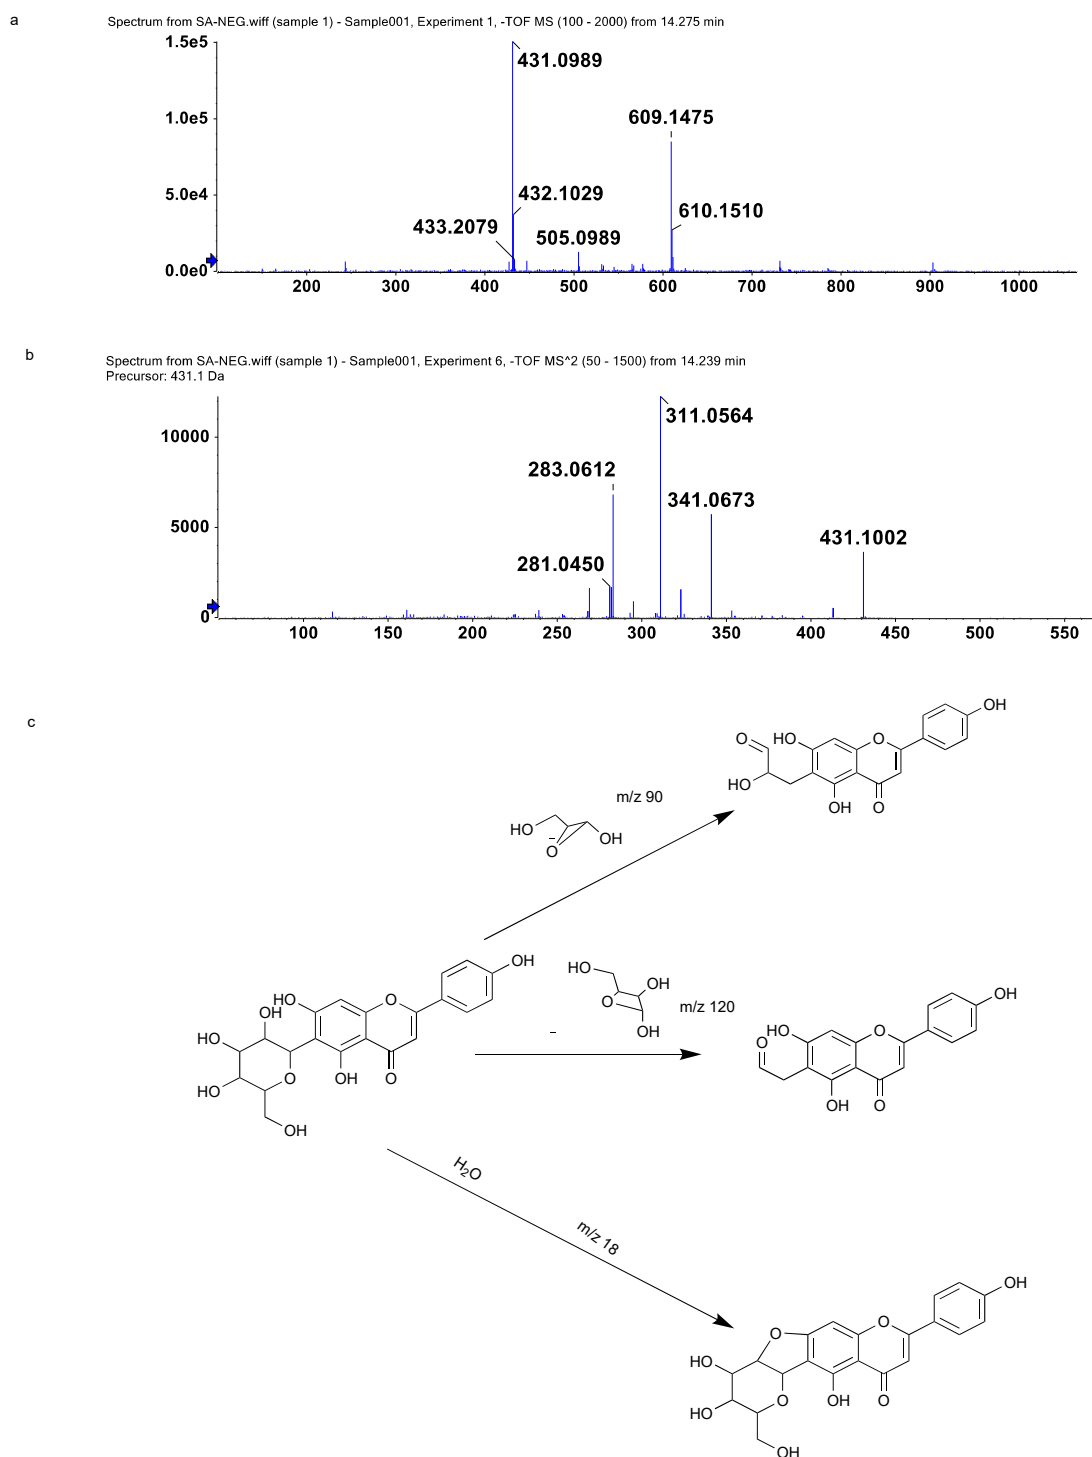 a
Spectrum from SA-NEG.wiff (sample 1) - Sample001, Experiment 1, -TOF MS (100 - 2000) from 14.275 min
1.5e5
431.0989
1.0e5
609.1475
5.0e4
432.1029
433.2079
505.0989
610.1510
0.0e0
200 300 400 500 600 700 800 900 1000
b
Spectrum from SA-NEG.wiff (sample 1) - Sample001, Experiment 6, -TOF MS^2 (50 - 1500) from 14.239 min
Precursor: 431.1 Da
10000
311.0564
283.0612
341.0673
5000
431.1002
281.0450
0
100 150 200 250 300 350 400 450 500 550
c
OH
O HO O
HO
OH O
m/z 90
HO OH
O
OH
HO O
OH
HO
HO O
OH O
OH
HO
OH
O
OH
m/z 120
OH
HO O
O
OH O
H2O
m/z 18
OH
O O
HO
HO O OH O
OH